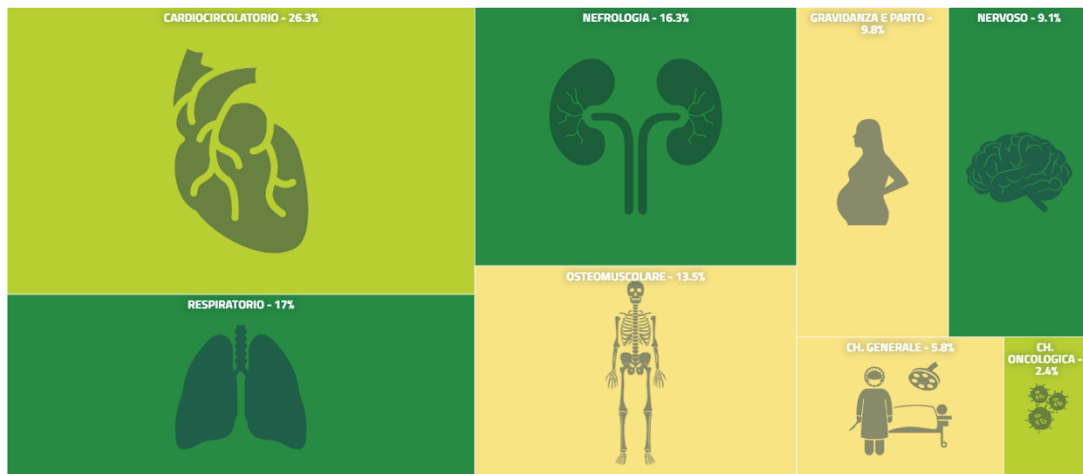 CARDIOCIRCOLATORIO - 26.3%
NEFROLOGIA - 16.3%
GRAVIDANZA E PARTO -
9.8%
NERVOSO - 9.1%
RESPIRATORIO - 17%
OSTEOMUSCOLARE - 13.5%
CH. GENERALE - 5.8%
CH.
ONCOLOGICA -
2.4%